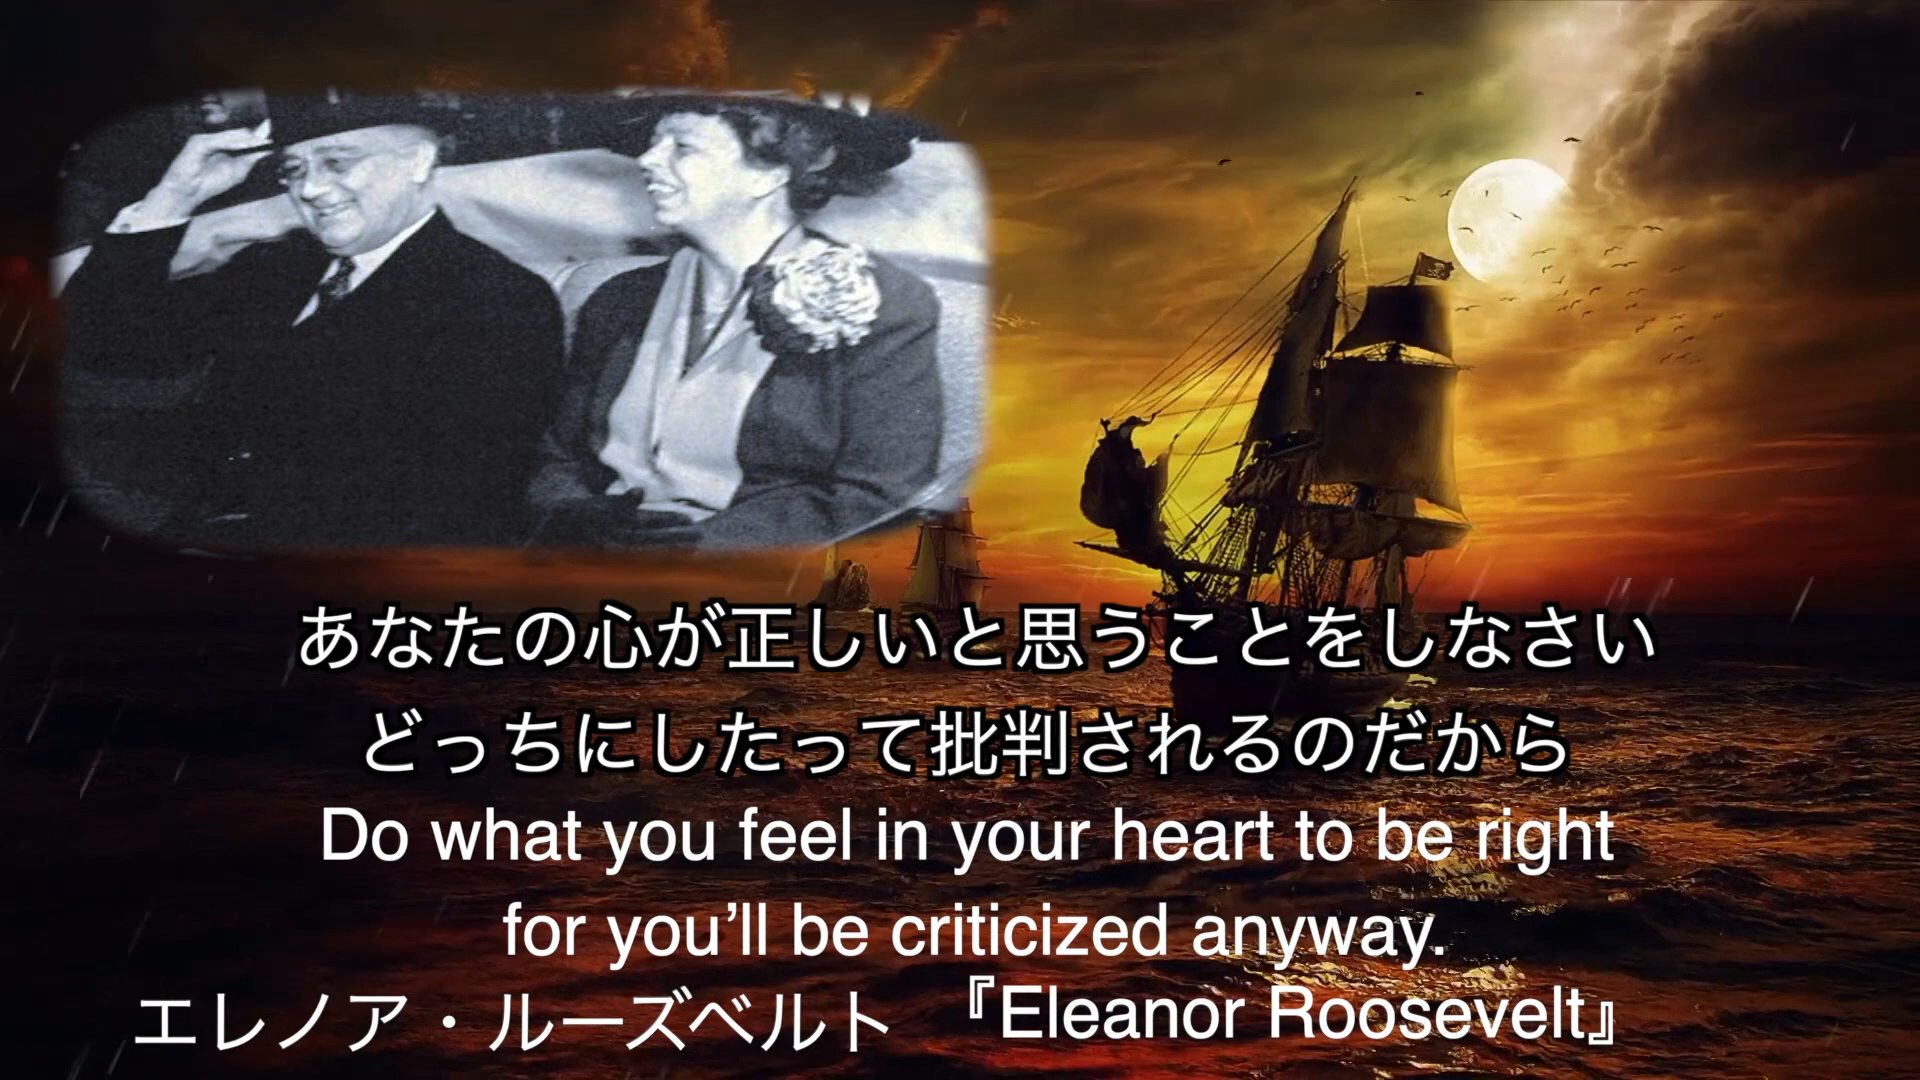 あなたの心が正しいと思うことをしなさい
どっちにしたって批判されるのだから
Do what you feel in your heart to be right
for you’ll be criticized anyway.
エレノア・ルーズベルト 『Eleanor Roosevelt』